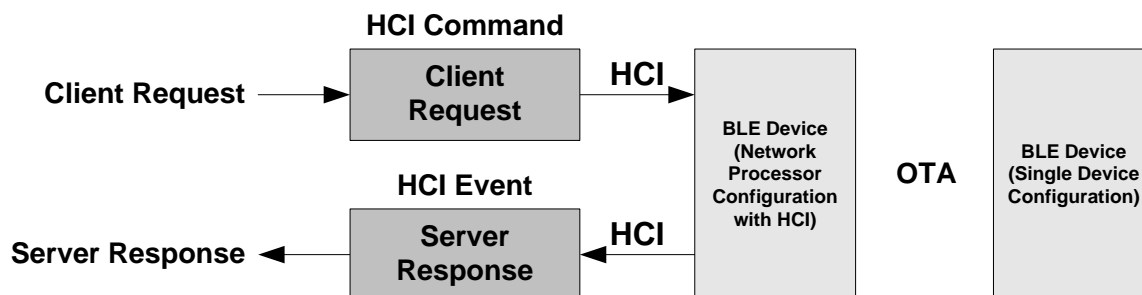 HCI Command
Client Request
Client
Request
HCI
HCI Event
Server Response
Server
Response
HCI
BLE Device
(Network
Processor
Configuration
with HCI)
OTA
BLE Device
(Single Device
Configuration)